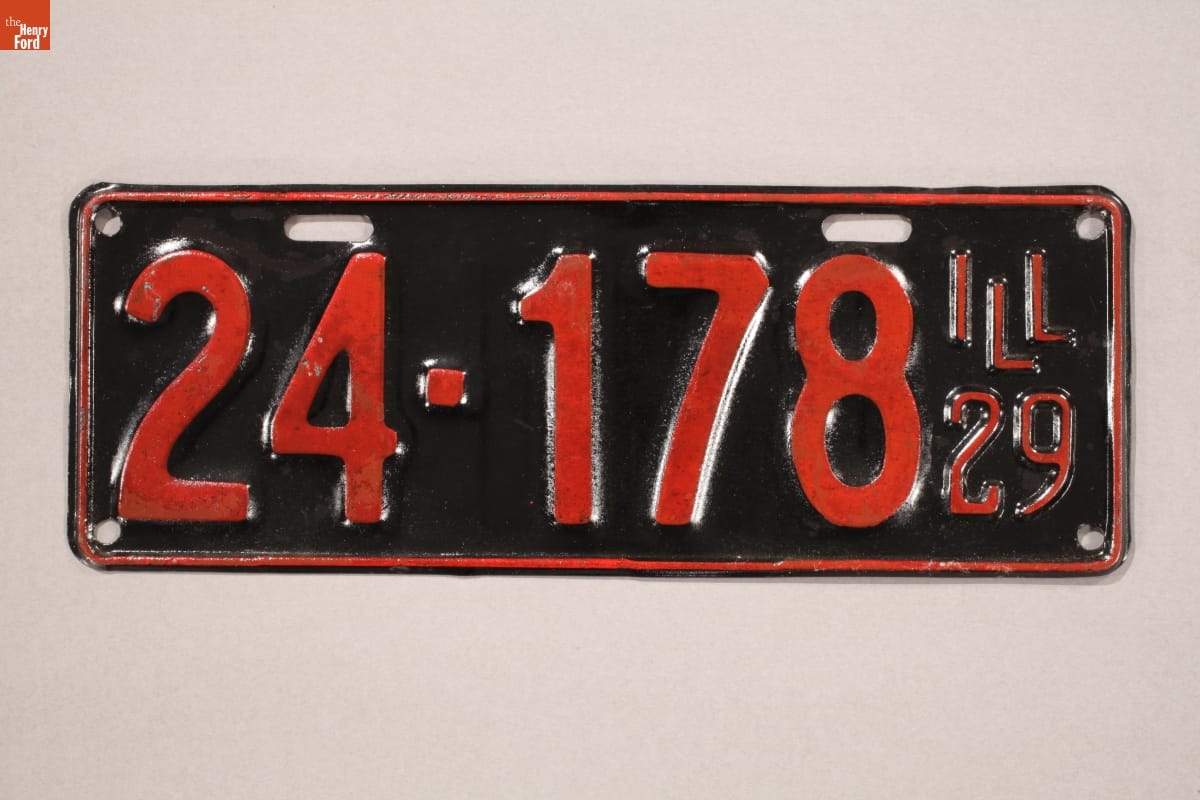 the
Henry
Ford
24-178
ILL
29